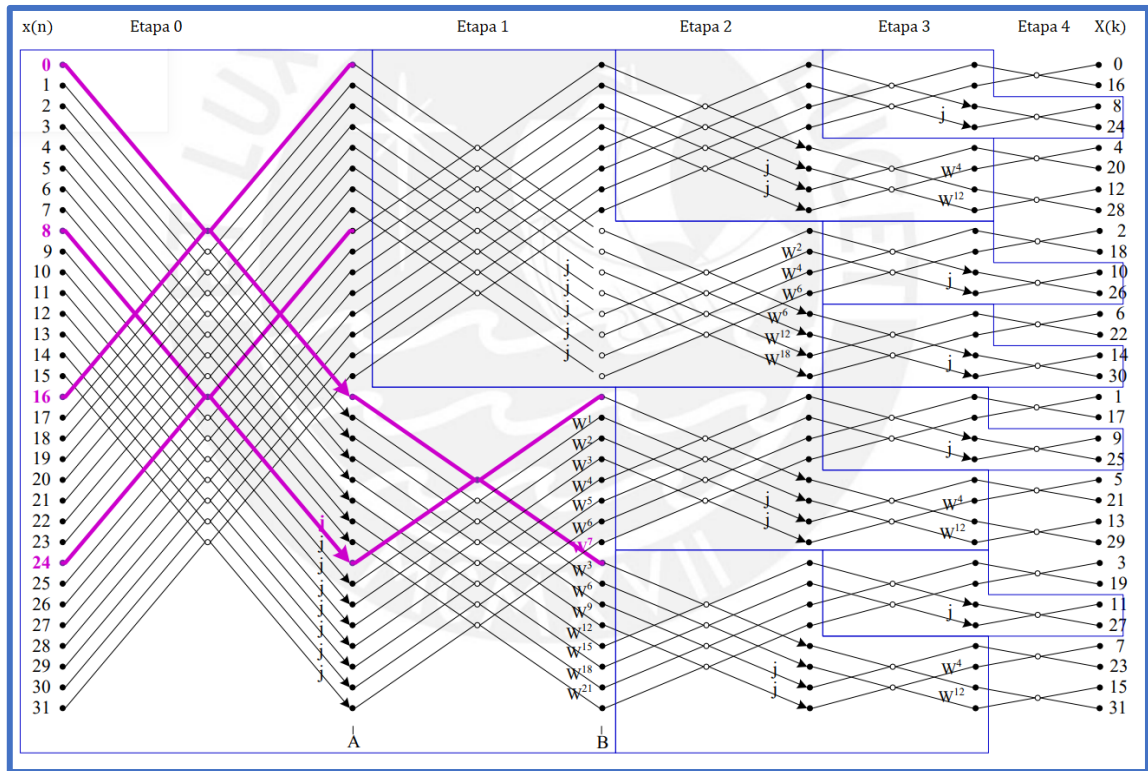 x(n) Etapa 0 Etapa 1 Etapa 2 Etapa 3 Etapa 4 X(k)
0 0
1 16
2 8
3 j 24
4 4
5 j W⁴ 20
6 j W¹² 12
7 28
8 2
9 W² 18
10 j W⁴ 10
11 j W⁶ j 26
12 j W⁶ 6
13 j W¹² 22
14 j W¹⁸ j 14
15 30
16 1
17 W¹ 17
18 W² 9
19 W³ j 25
20 W⁴ 5
21 W⁵ j W⁴ 21
22 j W⁶ j W¹² 13
23 j W⁷ 29
24 j W³ 3
25 j W⁶ 19
26 j W⁹ 11
27 j W¹² j 27
28 W¹⁵ 7
29 j W¹⁸ j W⁴ 23
30 j W²¹ j W¹² 15
31 31
A B